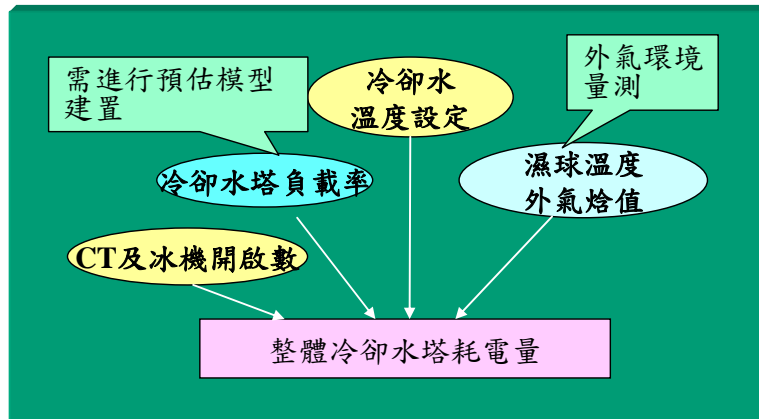 需進行預估模型
建置
冷卻水
溫度設定
外氣環境
量測
冷卻水塔負載率
濕球溫度
外氣焓值
CT及冰機開啟數
整體冷卻水塔耗電量